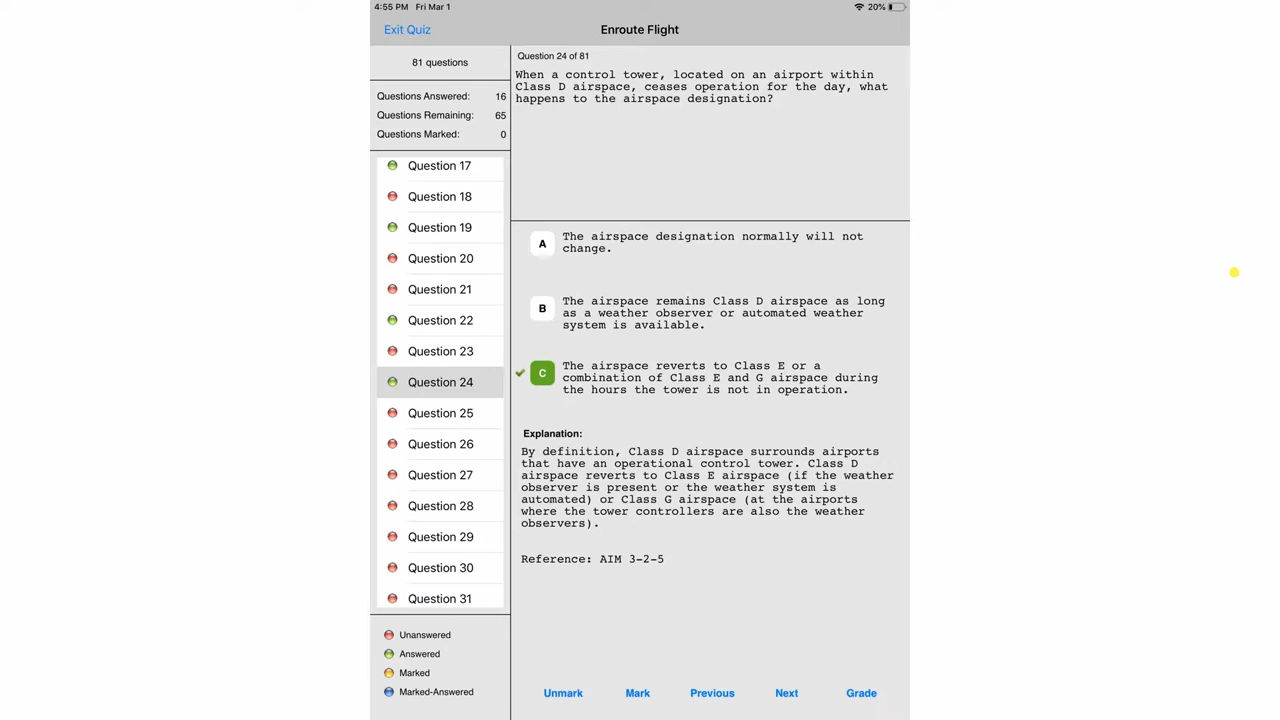 4:55 PM Fri Mar 1
20%
Exit Quiz
Enroute Flight
81 questions
Questions Answered: 16
Questions Remaining: 65
Questions Marked: 0
Question 17
Question 18
Question 19
Question 20
Question 21
Question 22
Question 23
Question 24
Question 25
Question 26
Question 27
Question 28
Question 29
Question 30
Question 31
Unanswered
Answered
Marked
Marked-Answered
Question 24 of 81
When a control tower, located on an airport within
Class D airspace, ceases operation for the day, what
happens to the airspace designation?
A
The airspace designation normally will not
change.
B
The airspace remains Class D airspace as long
as a weather observer or automated weather
system is available.
C
The airspace reverts to Class E or a
combination of Class E and G airspace during
the hours the tower is not in operation.
Explanation:
By definition, Class D airspace surrounds airports
that have an operational control tower. Class D
airspace reverts to Class E airspace (if the weather
observer is present or the weather system is
automated) or Class G airspace (at the airports
where the tower controllers are also the weather
observers).
Reference: AIM 3-2-5
Unmark
Mark
Previous
Next
Grade